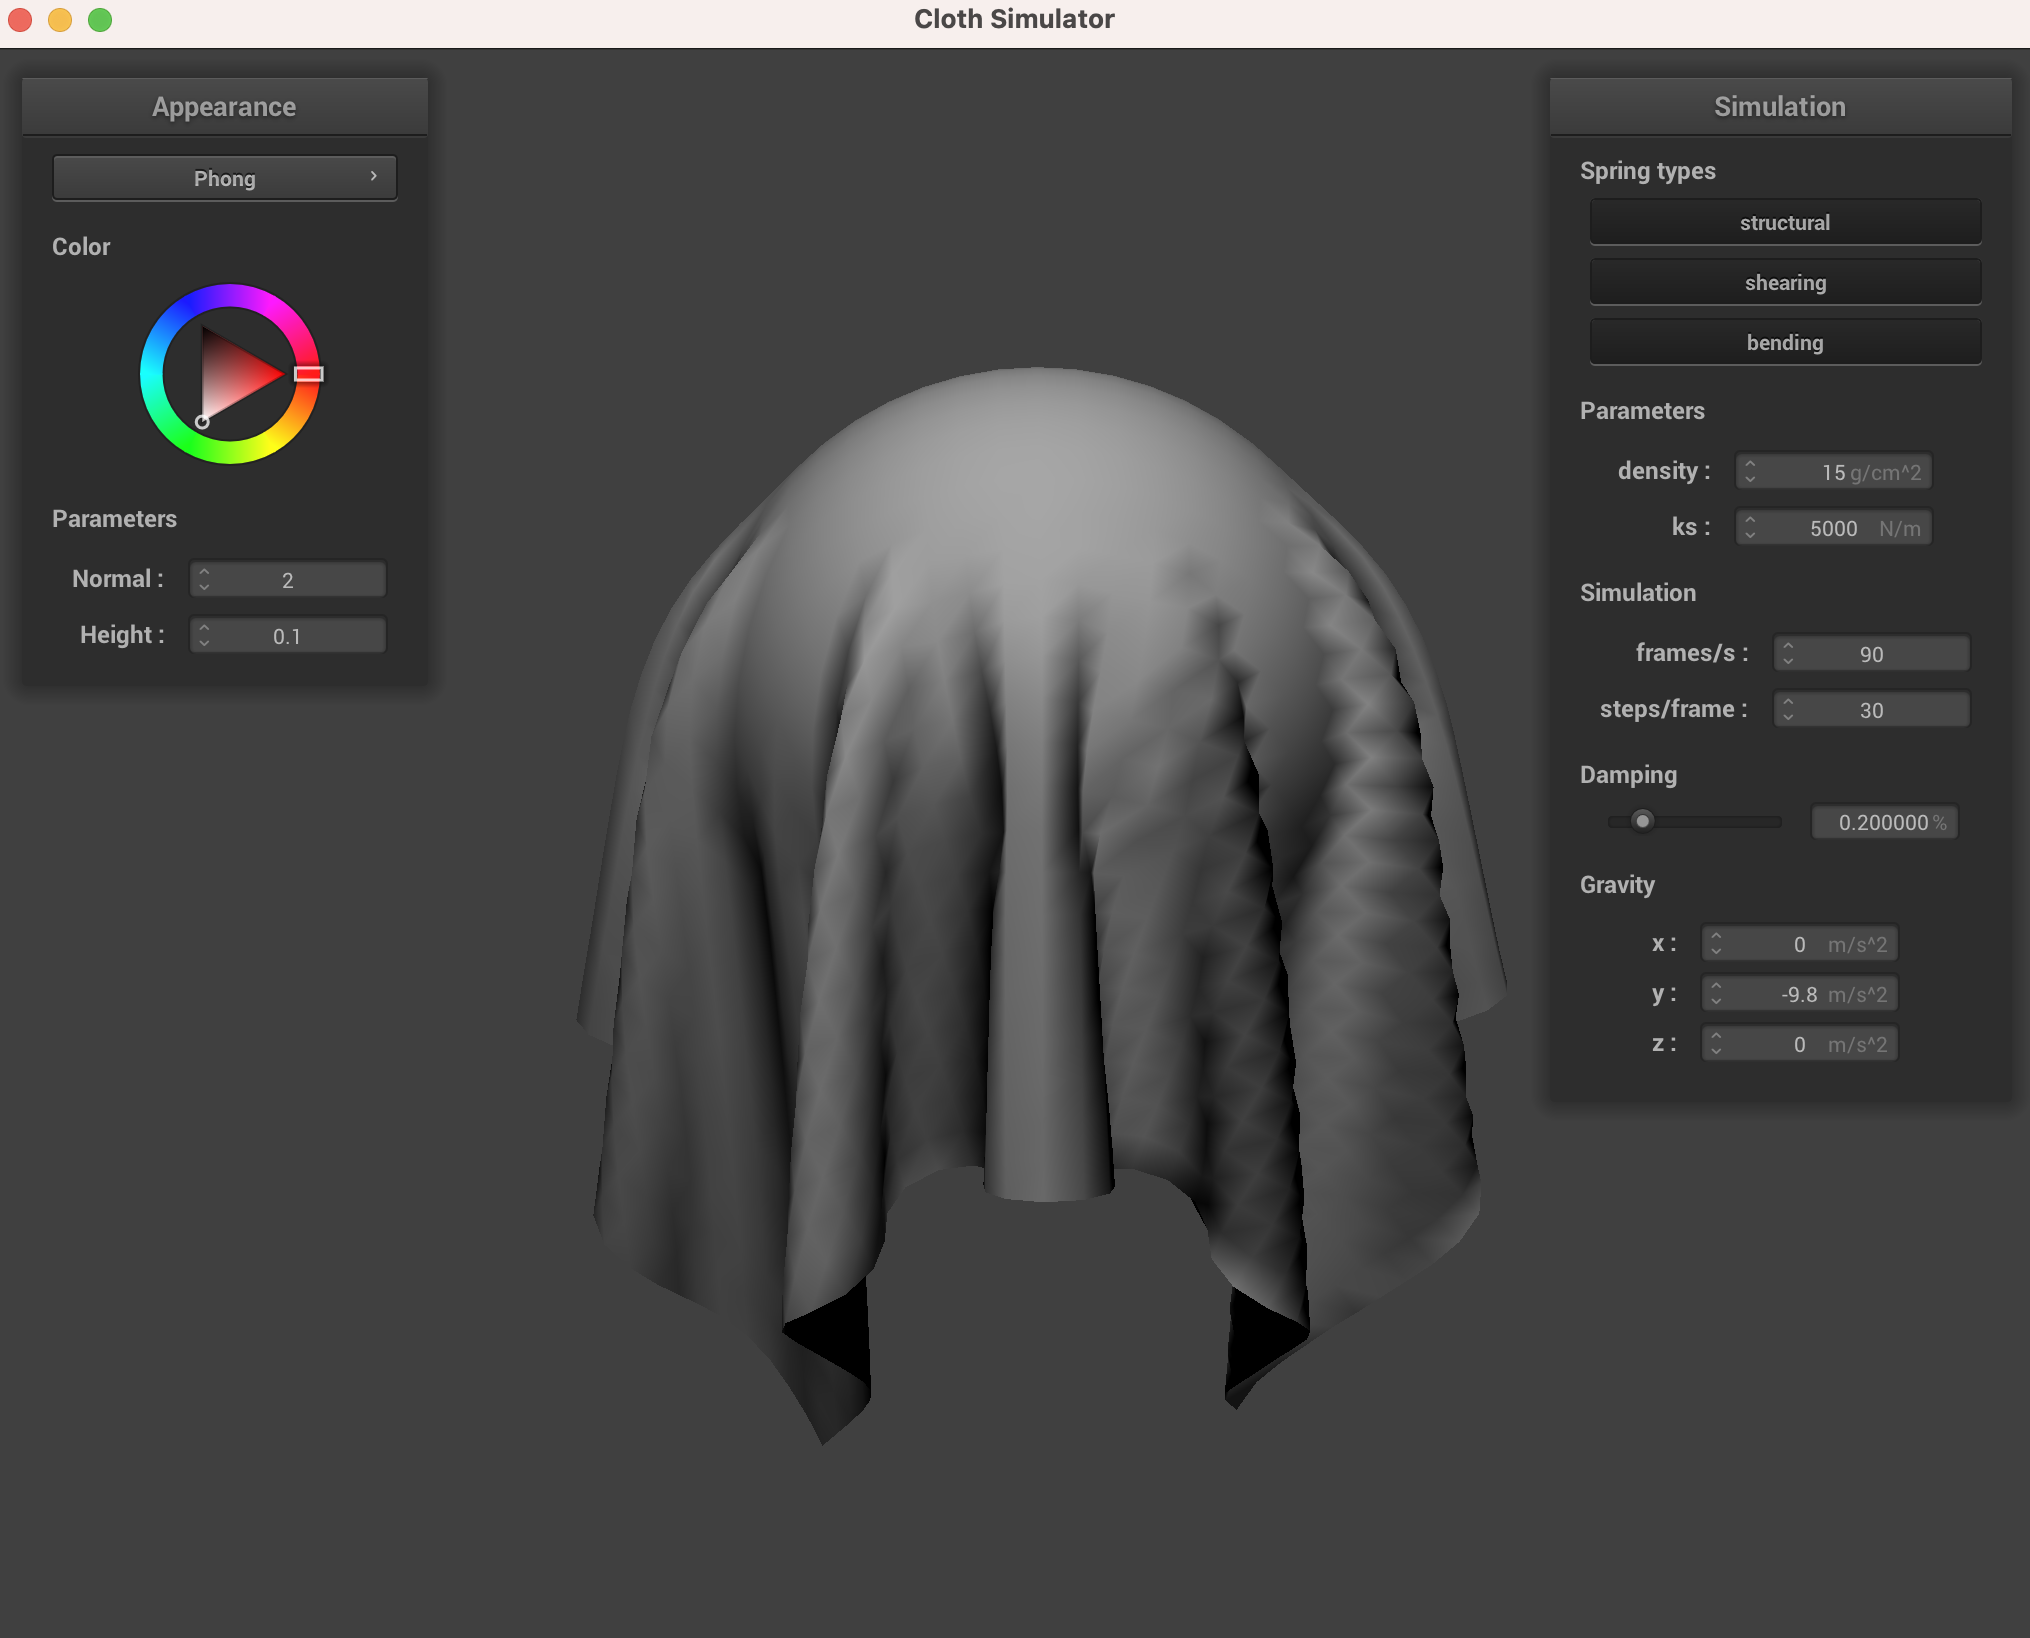 Cloth Simulator
Appearance
Phong
Color
Parameters
Normal : 2
Height : 0.1
Simulation
Spring types
structural
shearing
bending
Parameters
density : 15 g/cm^2
ks : 5000 N/m
Simulation
frames/s : 90
steps/frame : 30
Damping
0.200000 %
Gravity
x : 0 m/s^2
y : -9.8 m/s^2
z : 0 m/s^2